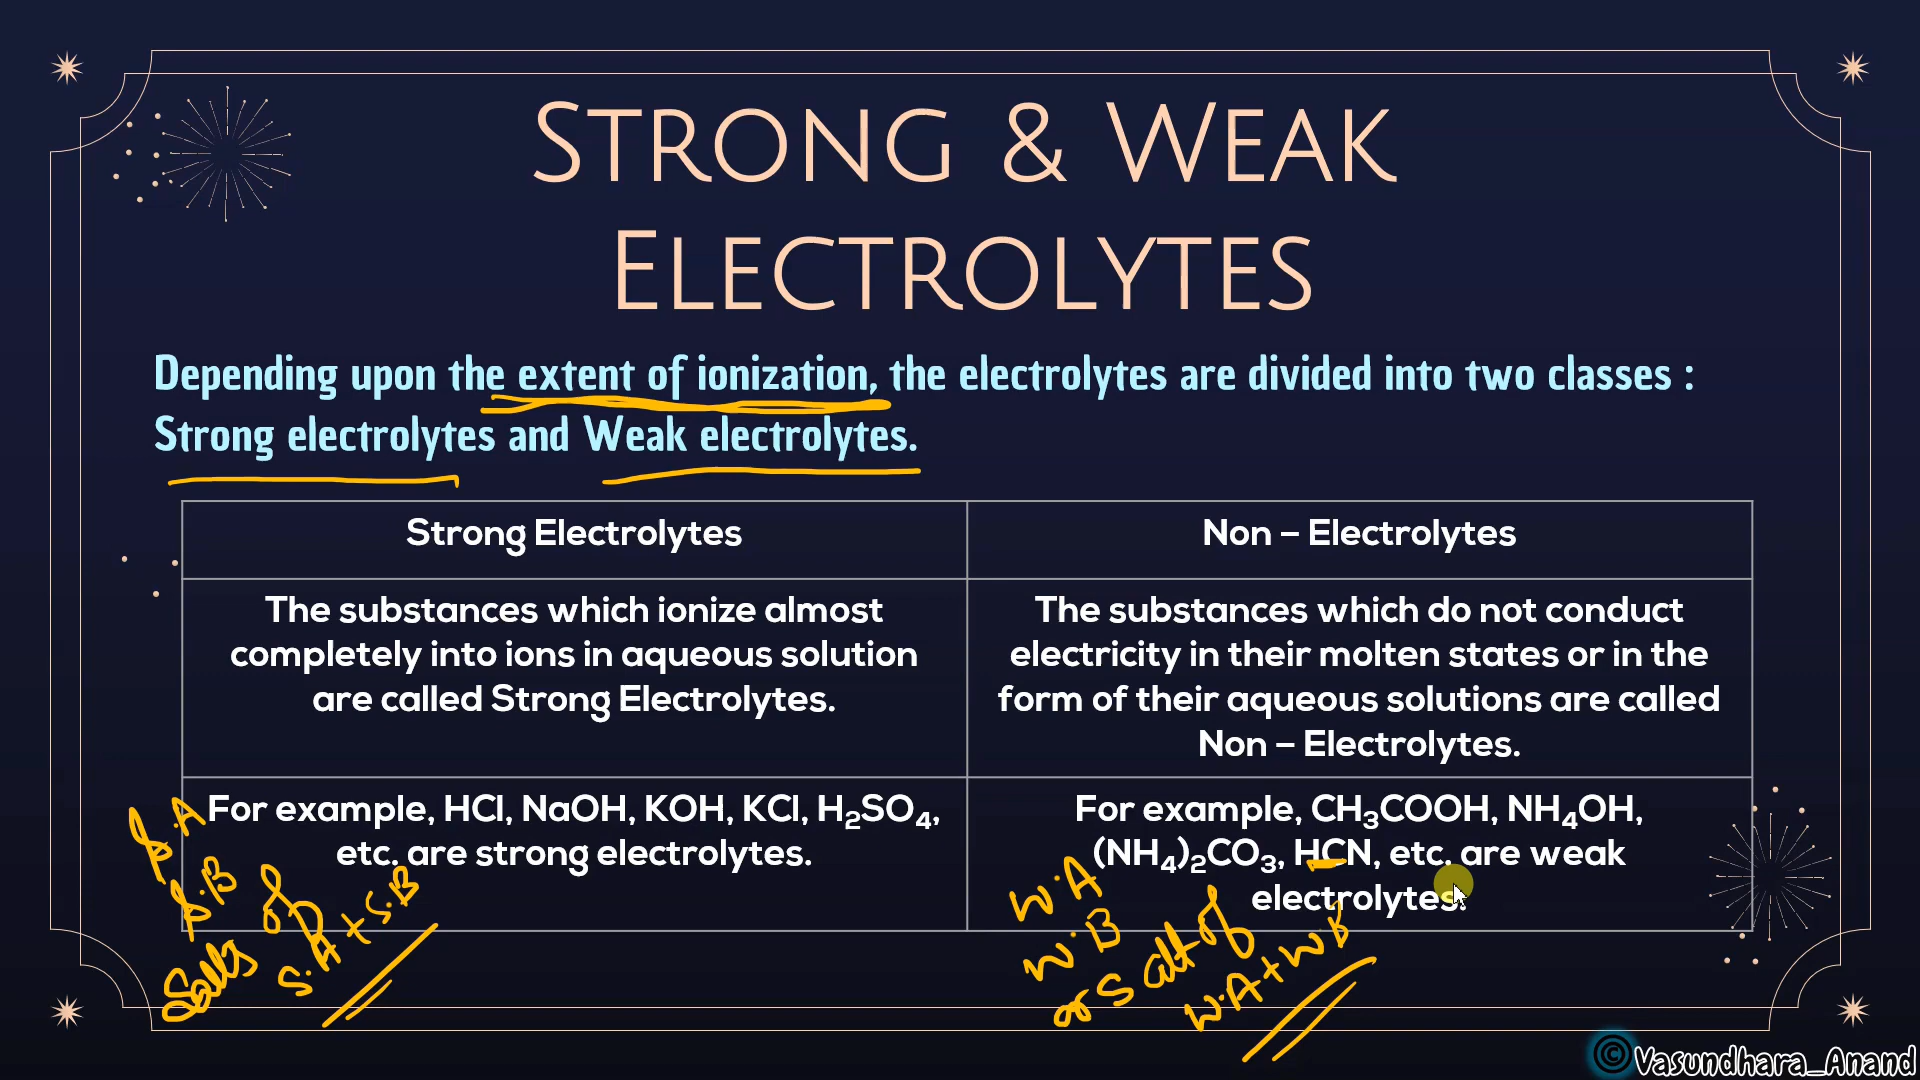 STRONG & WEAK
ELECTROLYTES
Depending upon the extent of ionization, the electrolytes are divided into two classes :
Strong electrolytes and Weak electrolytes.
Strong Electrolytes
The substances which ionize almost
completely into ions in aqueous solution
are called Strong Electrolytes.
For example, HCl, NaOH, KOH, KCl, H₂SO₄,
etc. are strong electrolytes.
S.A
S.B
Salts of
S.A + S.B
Non – Electrolytes
The substances which do not conduct
electricity in their molten states or in the
form of their aqueous solutions are called
Non – Electrolytes.
For example, CH₃COOH, NH₄OH,
(NH₄)₂CO₃, HCN, etc. are weak
electrolytes.
W.A
W.B
or Salt of
W.A + W.B
©Vasundhara_Anand